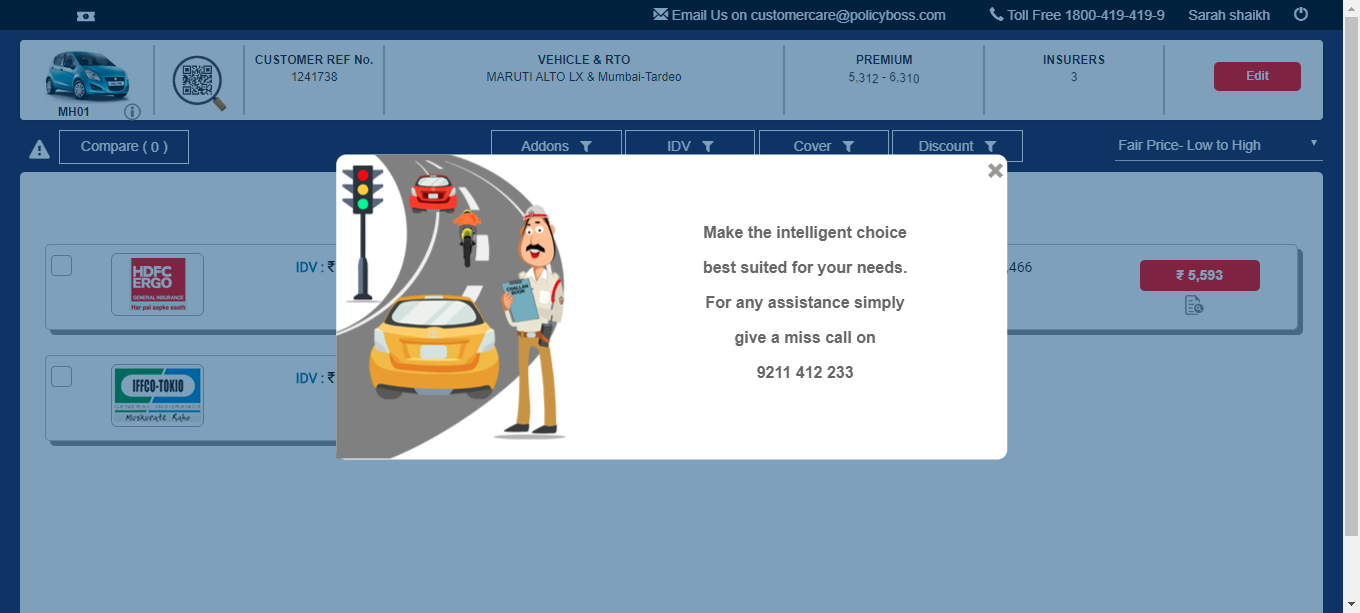 Email Us on customercare@policyboss.com
Toll Free 1800-419-419-9
Sarah shaikh
MH01
CUSTOMER REF No.
1241738
VEHICLE & RTO
MARUTI ALTO LX & Mumbai-Tardeo
PREMIUM
5,312 - 6,310
INSURERS
3
Edit
Compare ( 0 )
Addons
IDV
Cover
Discount
Fair Price- Low to High
HDFC
ERGO
GENERAL INSURANCE
Har pal aapke saath
IDV : ₹
,466
₹ 5,593
IFFCO-TOKIO
GENERAL INSURANCE
Muskurate Raho
IDV : ₹
CHALLAN
BOOK
Make the intelligent choice
best suited for your needs.
For any assistance simply
give a miss call on
9211 412 233